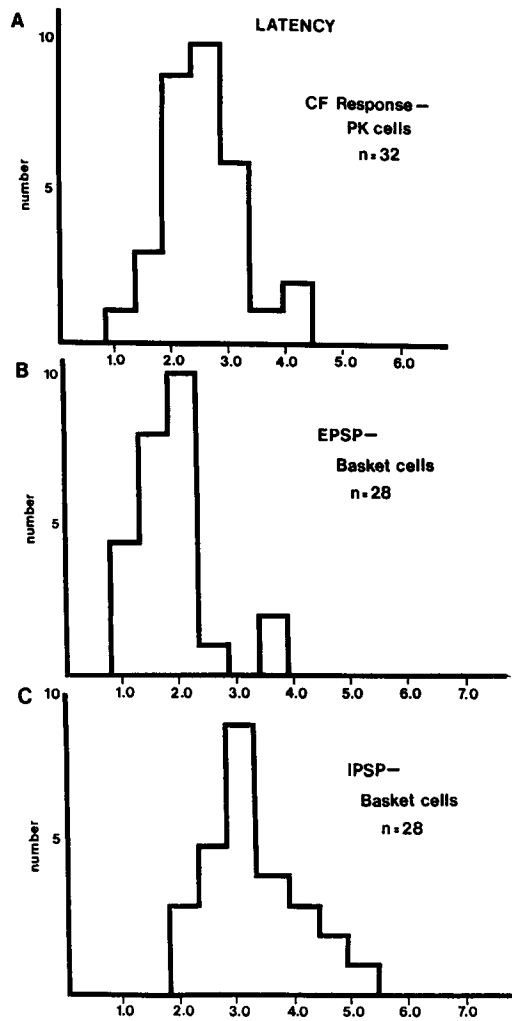 A
LATENCY
10
CF Response—
PK cells
n=32
number
5
1.0 2.0 3.0 4.0 5.0 6.0
B
10
EPSP—
Basket cells
n=28
number
5
1.0 2.0 3.0 4.0 5.0 6.0 7.0
C
10
IPSP—
Basket cells
n=28
number
5
1.0 2.0 3.0 4.0 5.0 6.0 7.0